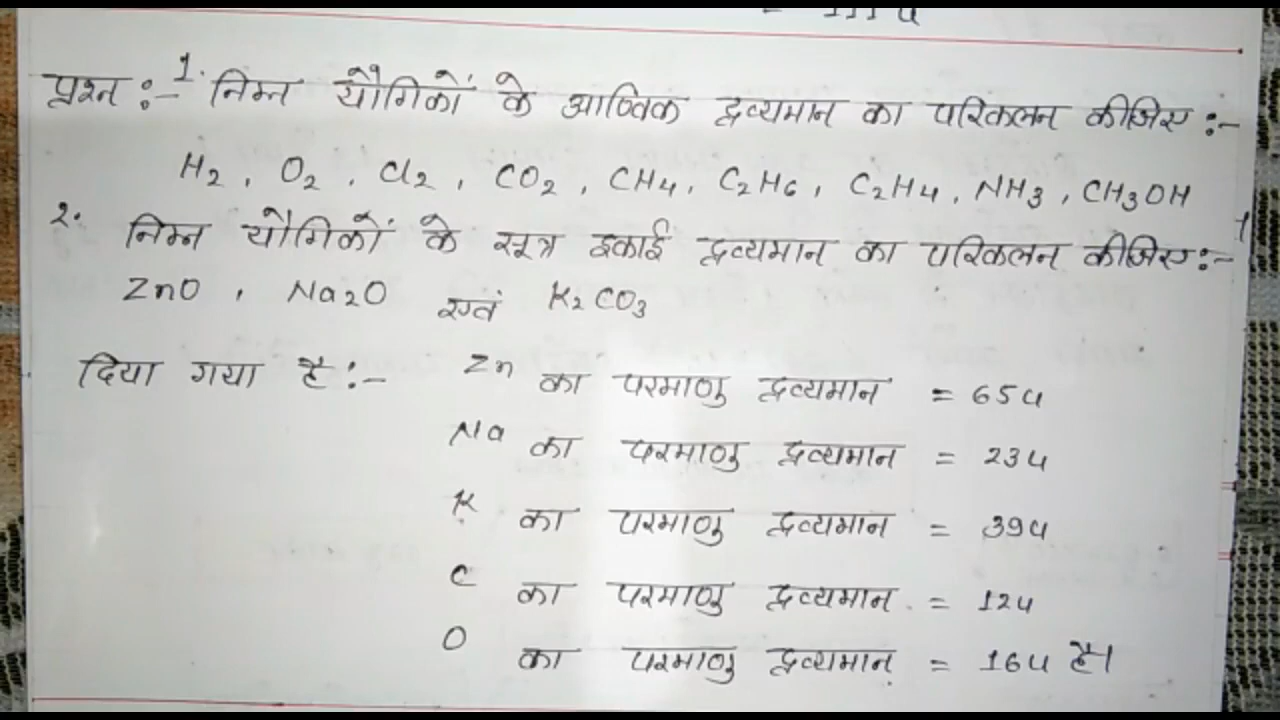 प्रश्न :- 1. निम्न यौगिकों के आण्विक द्रव्यमान का परिकलन कीजिए :-
H₂, O₂, Cl₂, CO₂, CH₄, C₂H₆, C₂H₄, NH₃, CH₃OH
2. निम्न यौगिकों के सूत्र इकाई द्रव्यमान का परिकलन कीजिए:-
ZnO, Na₂O एवं K₂CO₃
दिया गया है :- Zn का परमाणु द्रव्यमान = 65u
Na का परमाणु द्रव्यमान = 23u
K का परमाणु द्रव्यमान = 39u
C का परमाणु द्रव्यमान = 12u
O का परमाणु द्रव्यमान = 16u है।